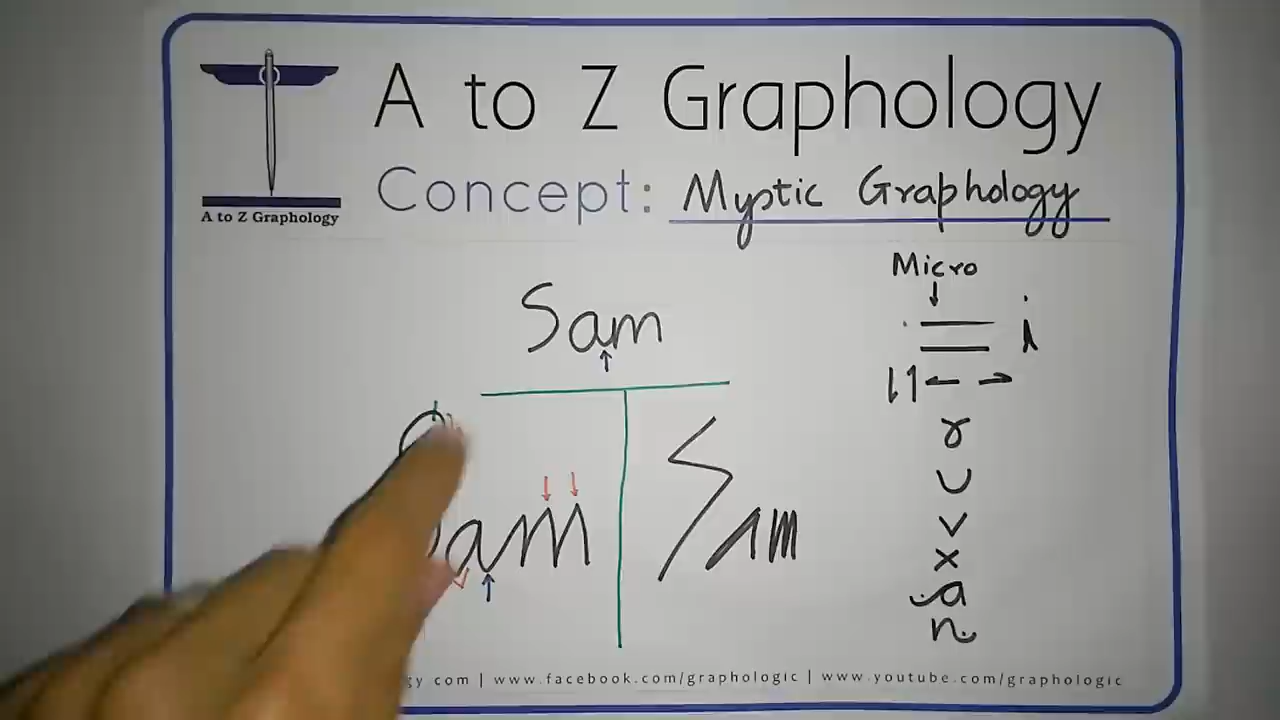 A to Z Graphology
A to Z Graphology
Concept: Mystic Graphology
Micro
Sam
i
Sam
r
v
x
a
n
com | www.facebook.com/graphologic | www.youtube.com/graphologic